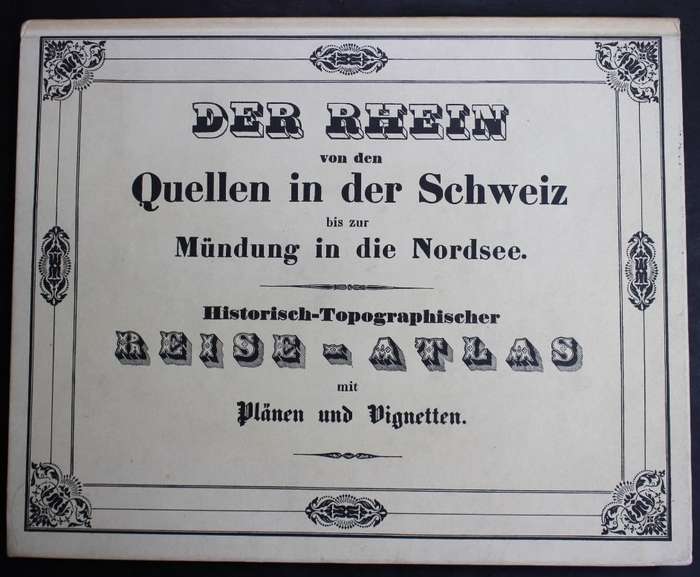 DER RHEIN
von den
Quellen in der Schweiz
bis zur
Mündung in die Nordsee.
Historisch-Topographischer
REISE-ATLAS
mit
Plänen und Vignetten.